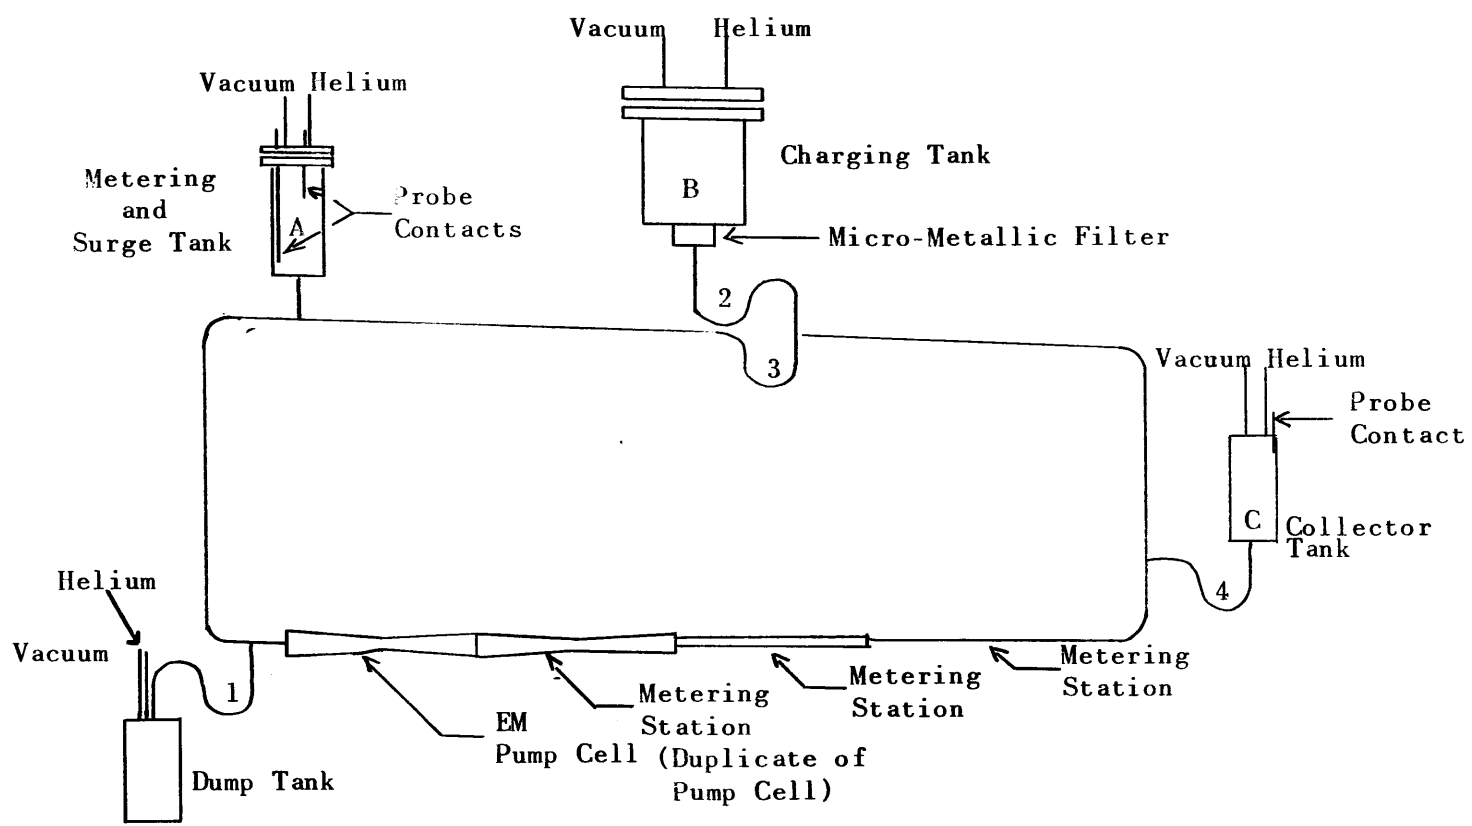 Vacuum Helium
Vacuum Helium
Charging Tank
Metering
and
Surge Tank
Probe
Contacts
A
B
Micro-Metallic Filter
2
3
Vacuum Helium
Probe
Contact
C
Collector
Tank
4
Helium
Vacuum
1
Dump Tank
EM
Pump Cell
Metering
Station
(Duplicate of
Pump Cell)
Metering
Station
Metering
Station